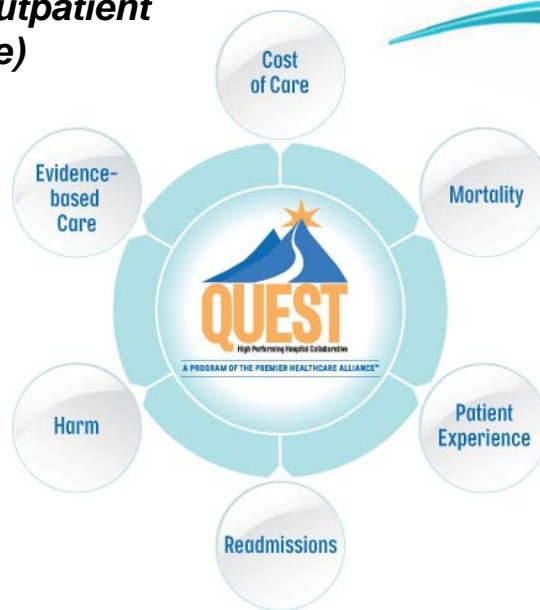 utpatient
e)
Cost
of Care
Evidence-
based
Care
Mortality
QUEST
High Performing Hospital Collaborative
A PROGRAM OF THE PREMIER HEALTHCARE ALLIANCE™
Harm
Patient
Experience
Readmissions